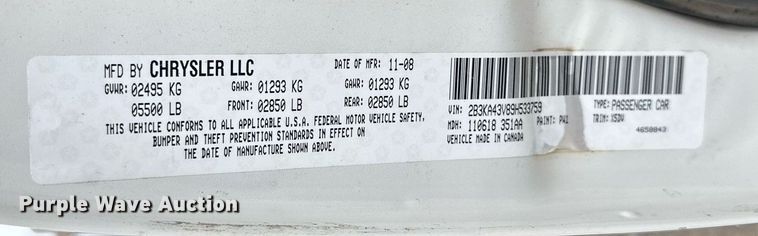 MFD BY CHRYSLER LLC DATE OF MFR: 11-08
GVWR: 02495 KG GAWR: 01293 KG GAWR: 01293 KG
05500 LB FRONT: 02850 LB REAR: 02850 LB
THIS VEHICLE CONFORMS TO ALL APPLICABLE U.S.A. FEDERAL MOTOR VEHICLE SAFETY,
BUMPER AND THEFT PREVENTION STANDARDS IN EFFECT ON
THE DATE OF MANUFACTURE SHOWN ABOVE.
VIN: 2B3KA43V89H533759 TYPE: PASSENGER CAR
MDH: 110618 351AA PAINT: PW1 TRIM: X5DV
VEHICLE MADE IN CANADA 4658843
Purple Wave Auction